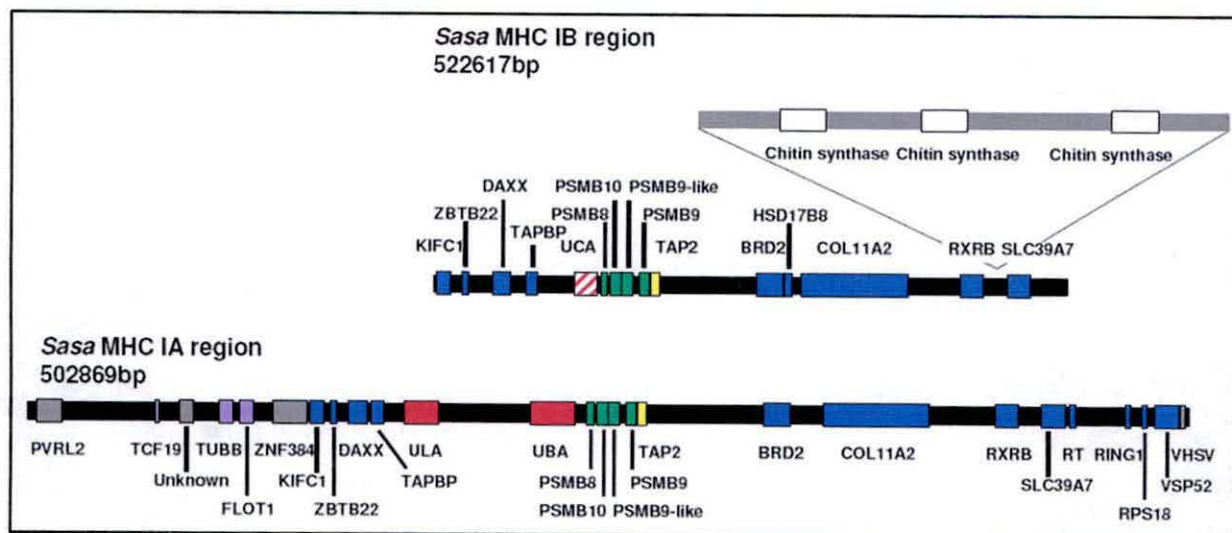 Sasa MHC IB region
522617bp
Chitin synthase Chitin synthase Chitin synthase
DAXX PSMB10 PSMB9-like
ZBTB22 PSMB8 PSMB9 HSD17B8
KIFC1 TAPBP UCA TAP2 BRD2 COL11A2 RXRB SLC39A7
Sasa MHC IA region
502869bp
PVRL2 TCF19 TUBB ZNF384 DAXX ULA UBA TAP2 BRD2 COL11A2 RXRB RT RING1 VHSV
Unknown KIFC1 TAPBP PSMB8 PSMB9 SLC39A7 VSP52
FLOT1 ZBTB22 PSMB10 PSMB9-like RPS18